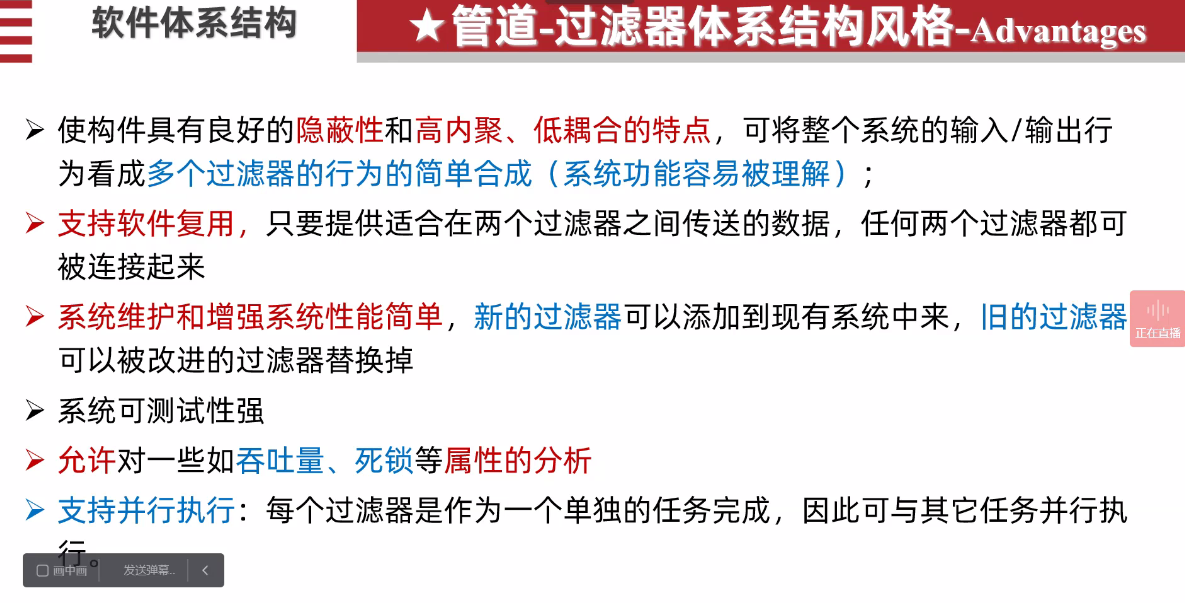 软件体系结构
★管道-过滤器体系结构风格-Advantages
使构件具有良好的隐蔽性和高内聚、低耦合的特点，可将整个系统的输入/输出行
为看成多个过滤器的行为的简单合成（系统功能容易被理解）；
支持软件复用，只要提供适合在两个过滤器之间传送的数据，任何两个过滤器都可
被连接起来
系统维护和增强系统性能简单，新的过滤器可以添加到现有系统中来，旧的过滤器
可以被改进的过滤器替换掉
正在直播
系统可测试性强
允许对一些如吞吐量、死锁等属性的分析
支持并行执行：每个过滤器是作为一个单独的任务完成，因此可与其它任务并行执
行。
画中画 发送弹幕..